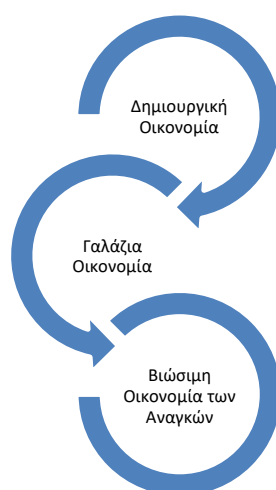 Δημιουργική
Οικονομία
Γαλάζια
Οικονομία
Βιώσιμη
Οικονομία των
Αναγκών